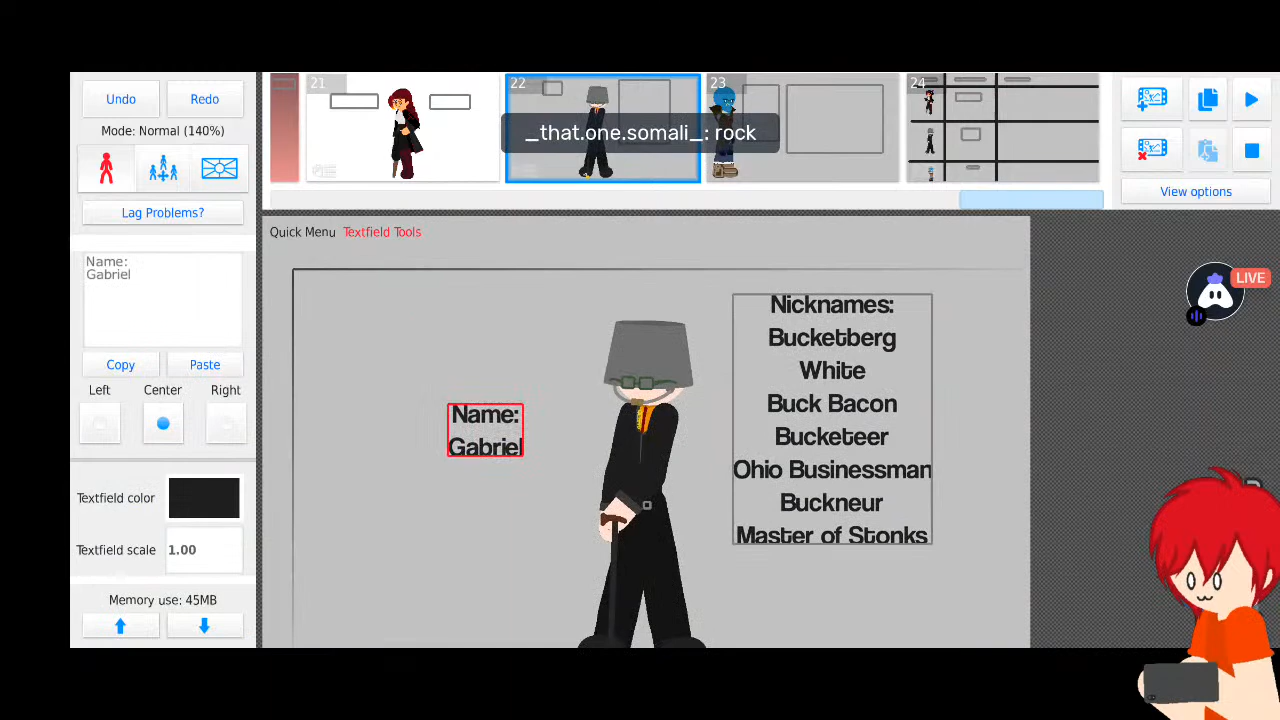 Undo
Redo
Mode: Normal (140%)
Lag Problems?
Name:
Gabriel
Copy
Paste
Left
Center
Right
Textfield color
Textfield scale
1.00
Memory use: 45MB
21
22
23
24
_that.one.somali_: rock
View options
Quick Menu
Textfield Tools
LIVE
Name:
Gabriel
Nicknames:
Bucketberg
White
Buck Bacon
Bucketeer
Ohio Businessman
Buckneur
Master of Stonks